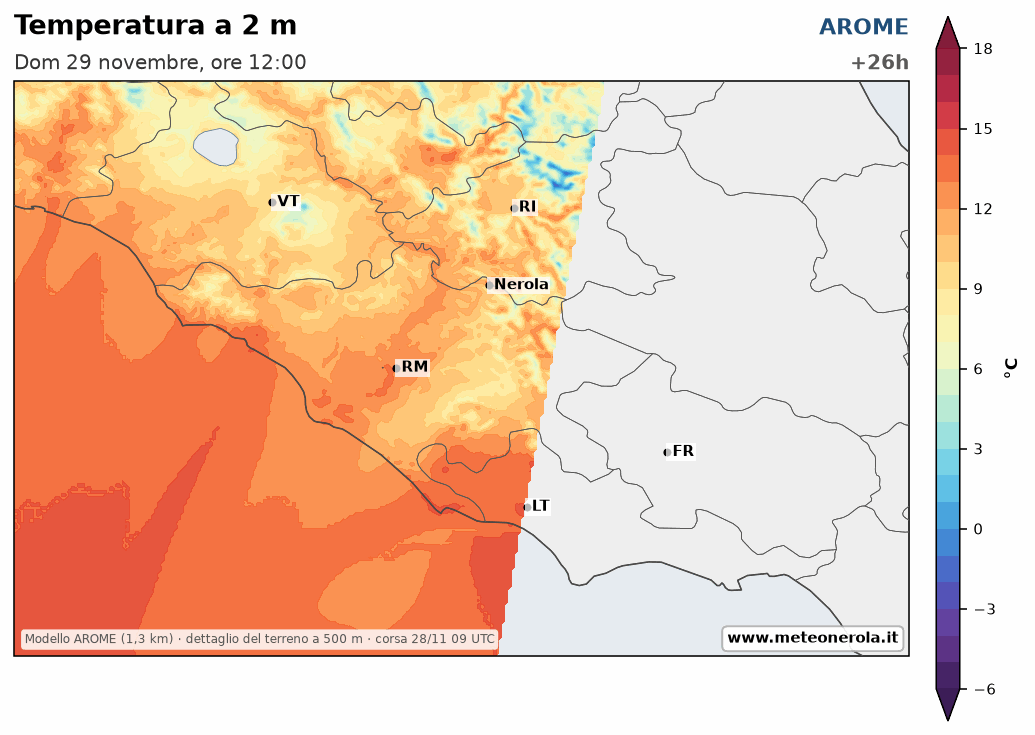 Temperatura a 2 m
AROME
Dom 29 novembre, ore 12:00
+26h
VT
RI
Nerola
RM
FR
LT
18
15
12
9
6
3
0
−3
−6
°C
Modello AROME (1,3 km) · dettaglio del terreno a 500 m · corsa 28/11 09 UTC
www.meteonerola.it